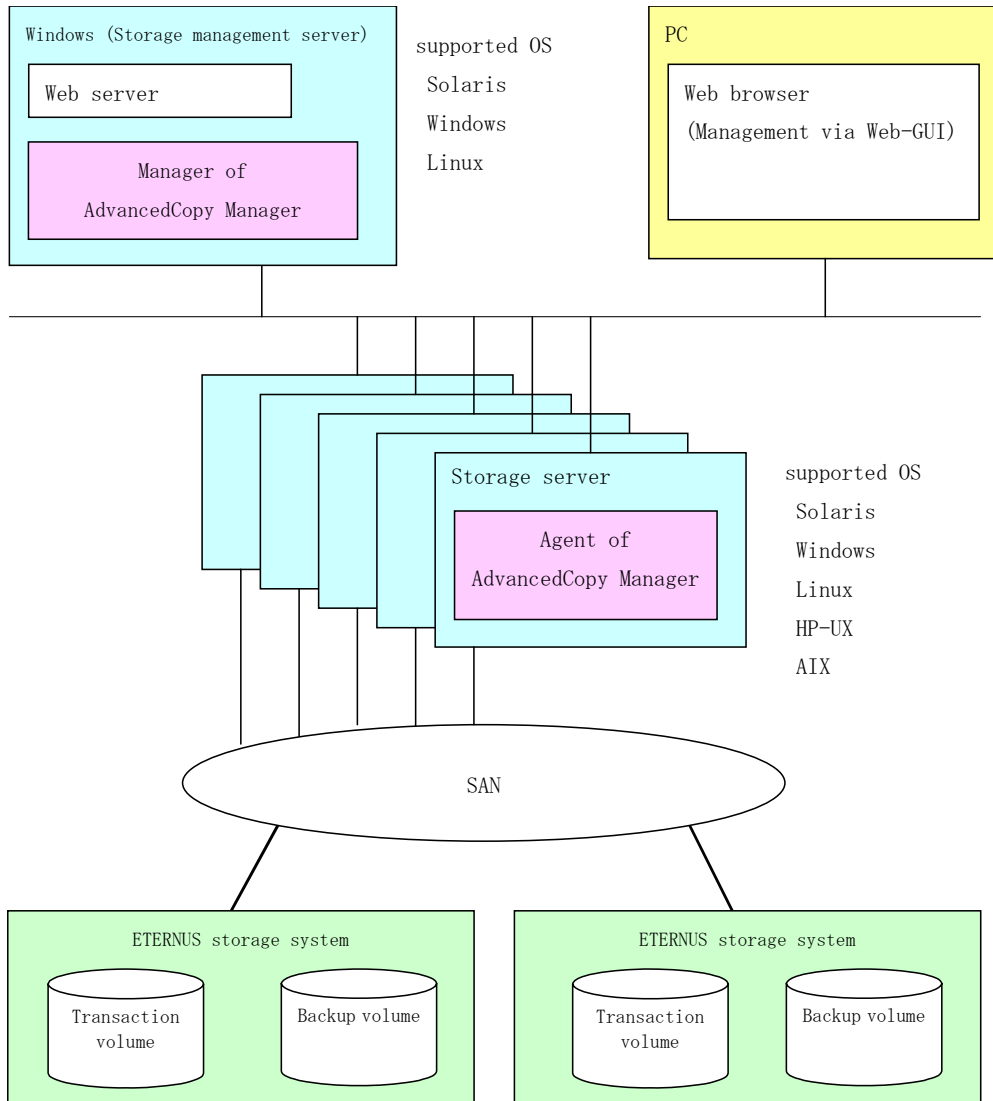 Windows (Storage management server)
Web server
Manager of
AdvancedCopy Manager
supported OS
Solaris
Windows
Linux
PC
Web browser
(Management via Web-GUI)
Storage server
Agent of
AdvancedCopy Manager
supported OS
Solaris
Windows
Linux
HP-UX
AIX
SAN
ETERNUS storage system
Transaction
volume
Backup volume
ETERNUS storage system
Transaction
volume
Backup volume